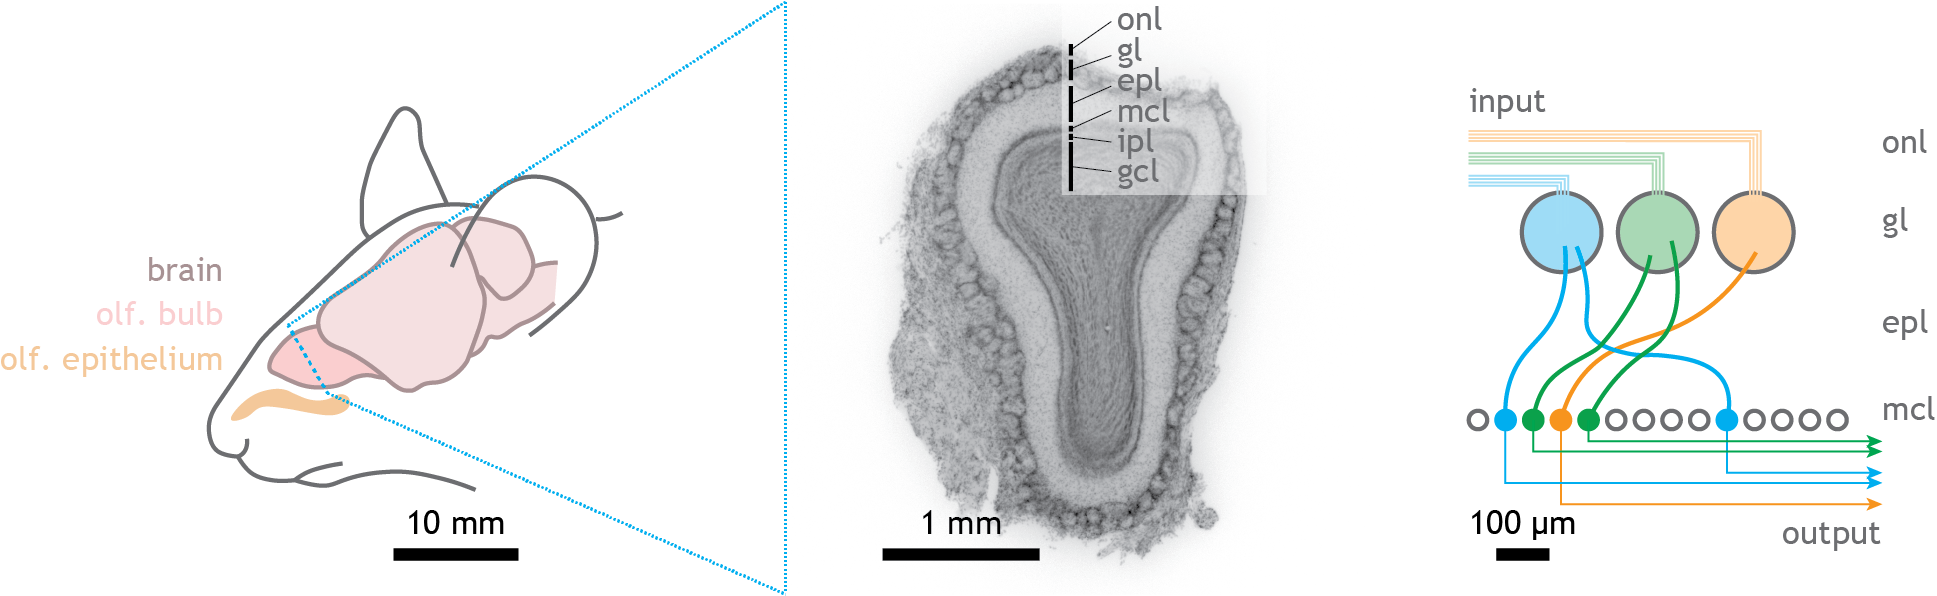 brain
olf. bulb
olf. epithelium
10 mm
onl
gl
epl
mcl
ipl
gcl
1 mm
input
onl
gl
epl
mcl
100 µm
output